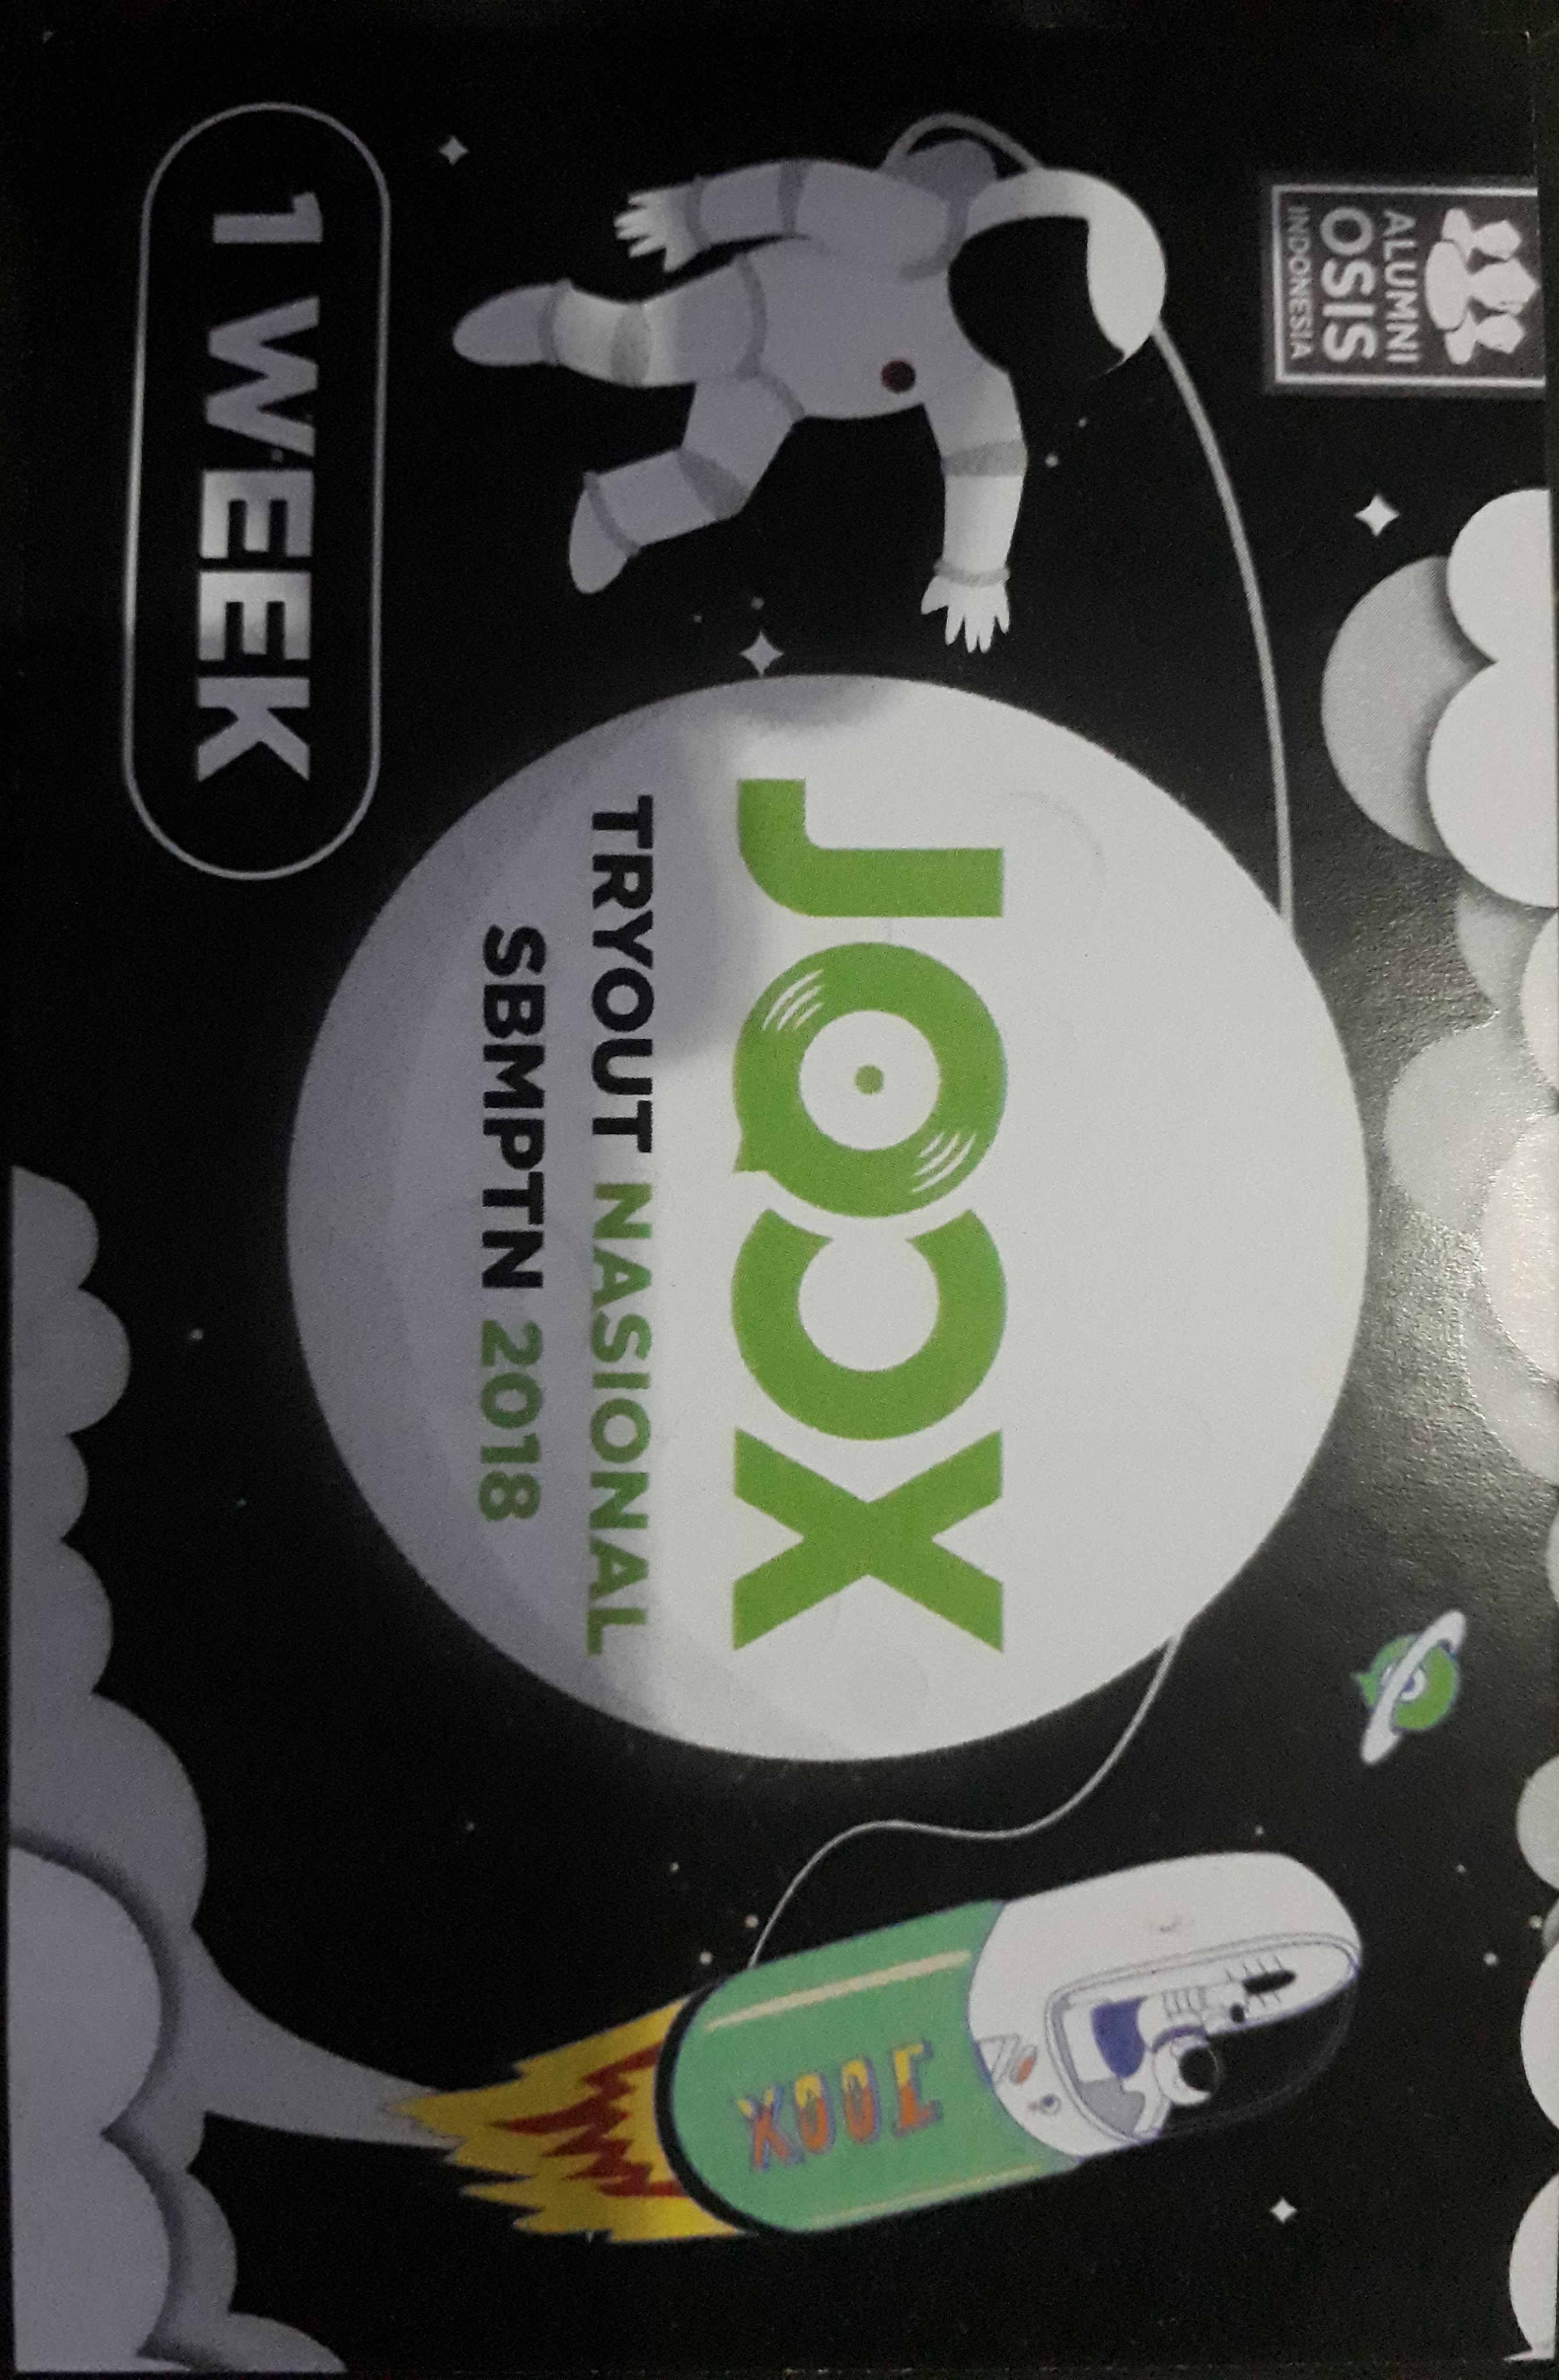 ALUMNI
OSIS
INDONESIA
JOOX
TRYOUT NASIONAL
SBMPTN 2018
JOOX
1 WEEK